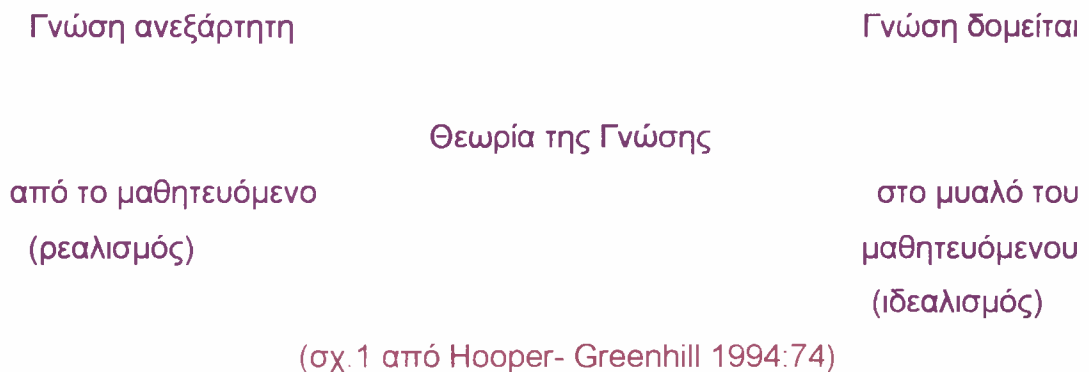 Γνώση ανεξάρτητη Γνώση δομείται
Θεωρία της Γνώσης
από το μαθητευόμενο στο μυαλό του
(ρεαλισμός) μαθητευόμενου
(ιδεαλισμός)
(σχ.1 από Hooper- Greenhill 1994:74)